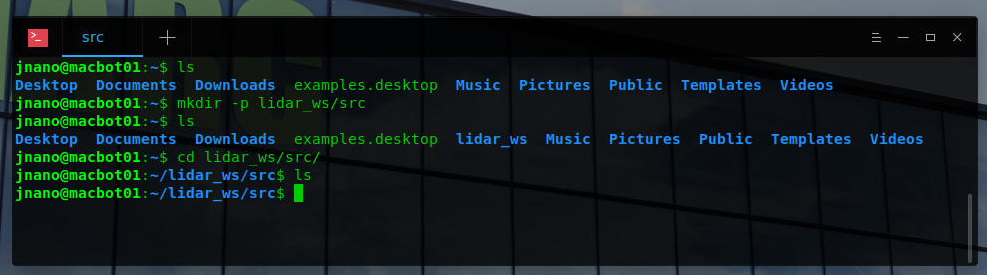 src
jnano@macbot01:~$ ls
Desktop Documents Downloads examples.desktop Music Pictures Public Templates Videos
jnano@macbot01:~$ mkdir -p lidar_ws/src
jnano@macbot01:~$ ls
Desktop Documents Downloads examples.desktop lidar_ws Music Pictures Public Templates Videos
jnano@macbot01:~$ cd lidar_ws/src/
jnano@macbot01:~/lidar_ws/src$ ls
jnano@macbot01:~/lidar_ws/src$